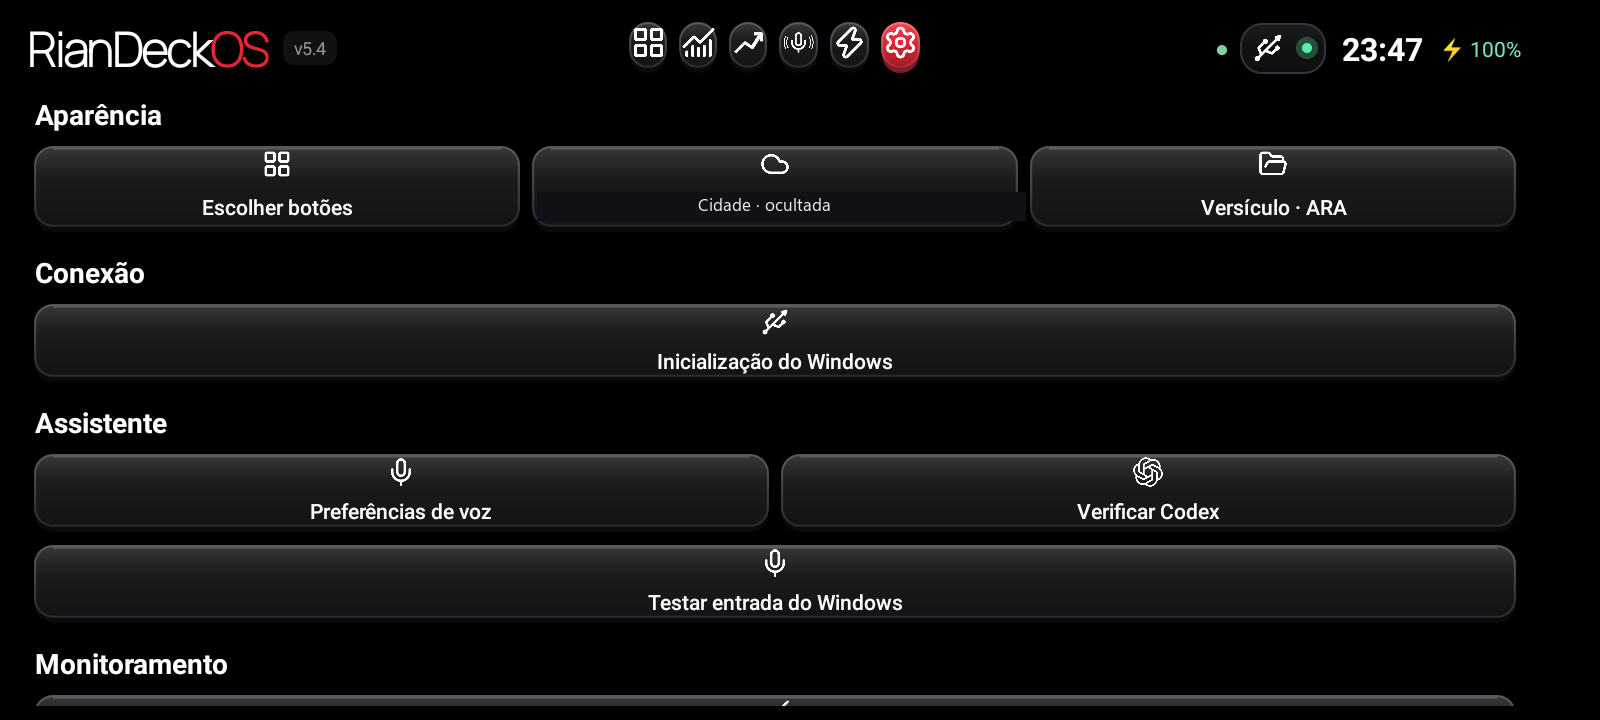 RianDeckOS v5.4 23:47 100%
Aparência
Escolher botões Cidade · ocultada Versículo · ARA
Conexão
Inicialização do Windows
Assistente
Preferências de voz Verificar Codex
Testar entrada do Windows
Monitoramento